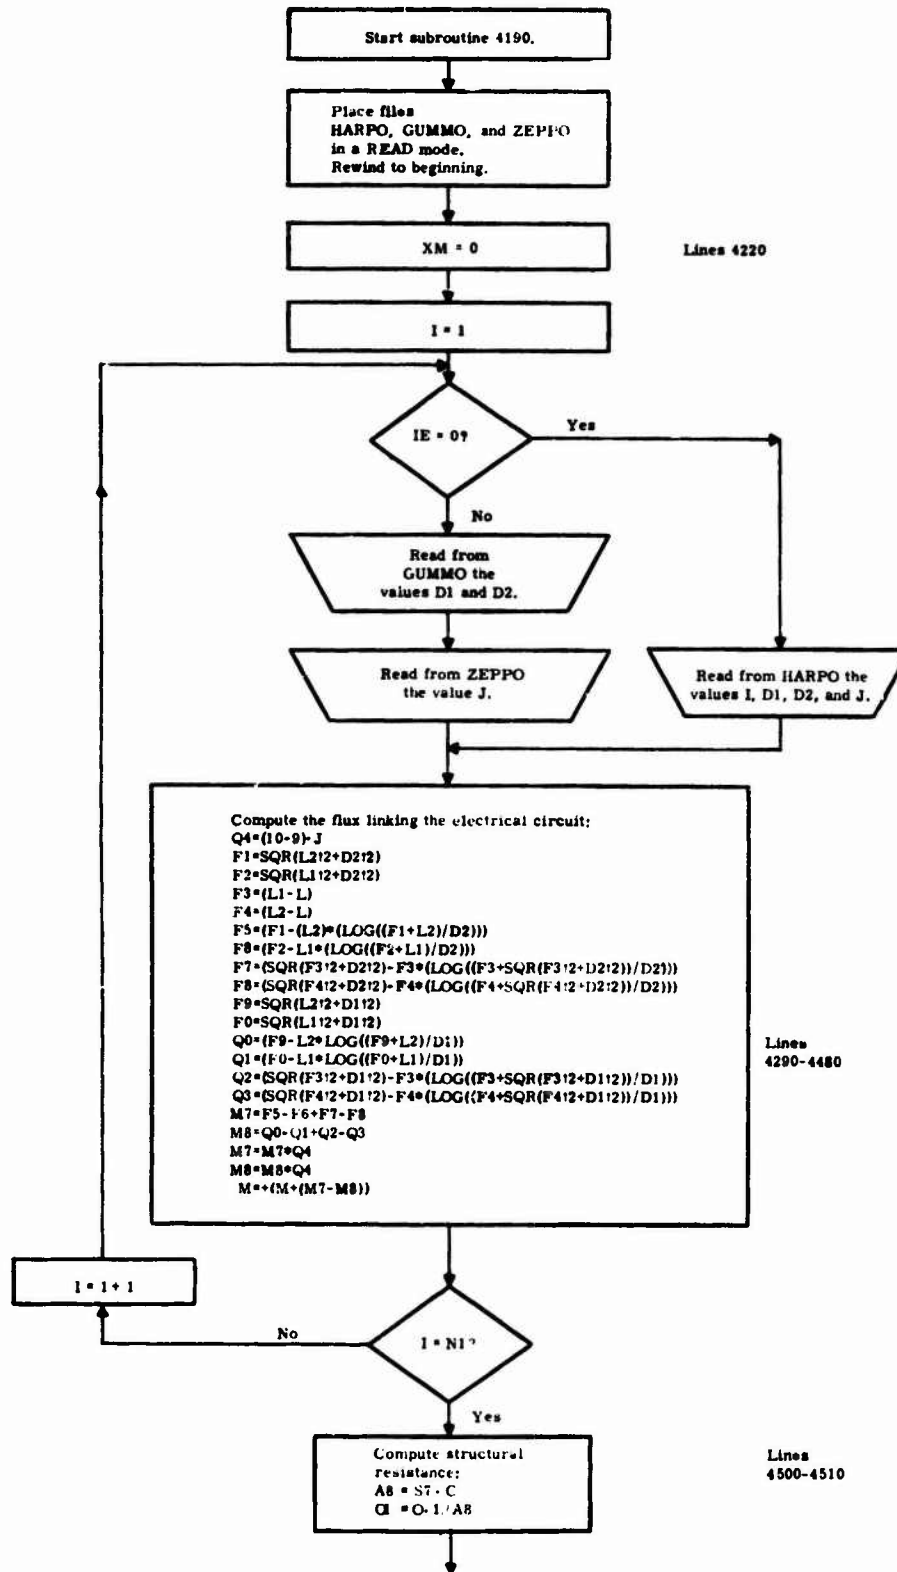 Start subroutine 4190.
Place files
HARPO, GUMMO, and ZEPPO
in a READ mode.
Rewind to beginning.
XM = 0
Lines 4220
I = 1
IE = 0?
Yes
No
Read from
GUMMO the
values D1 and D2.
Read from ZEPPO
the value J.
Read from HARPO the
values I, D1, D2, and J.
Compute the flux linking the electrical circuit:
Q4=(10-9)-J
F1=SQR(L2↑2+D2↑2)
F2=SQR(L1↑2+D2↑2)
F3=(L1-L)
F4=(L2-L)
F5=(F1-(L2)*(LOG((F1+L2)/D2)))
F8=(F2-L1*(LOG((F2+L1)/D2)))
F7=(SQR(F3↑2+D2↑2)-F3*(LOG((F3+SQR(F3↑2+D2↑2))/D2)))
F8=(SQR(F4↑2+D2↑2)-F4*(LOG((F4+SQR(F4↑2+D2↑2))/D2)))
F9=SQR(L2↑2+D1↑2)
F0=SQR(L1↑2+D1↑2)
Q0=(F9-L2*LOG((F9+L2)/D1))
Q1=(F0-L1*LOG((F0+L1)/D1))
Q2=(SQR(F3↑2+D1↑2)-F3*(LOG((F3+SQR(F3↑2+D1↑2))/D1)))
Q3=(SQR(F4↑2+D1↑2)-F4*(LOG((F4+SQR(F4↑2+D1↑2))/D1)))
M7=F5-F6+F7-F8
M8=Q0-Q1+Q2-Q3
M7=M7*Q4
M8=M8*Q4
M=+(M+(M7-M8))
Lines
4290-4480
I = 1 + 1
No
I = N1?
Yes
Compute structural
resistance:
A8 = S7 - C
Lines
4500-4510